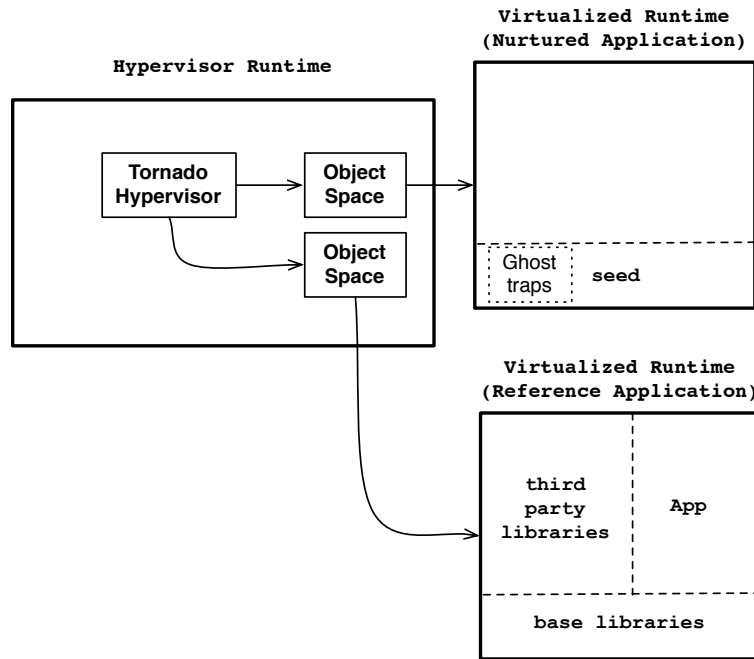 Virtualized Runtime
(Nurtured Application)
Hypervisor Runtime
Tornado
Hypervisor
Object
Space
Object
Space
Ghost
traps
seed
Virtualized Runtime
(Reference Application)
third
party
libraries
App
base libraries